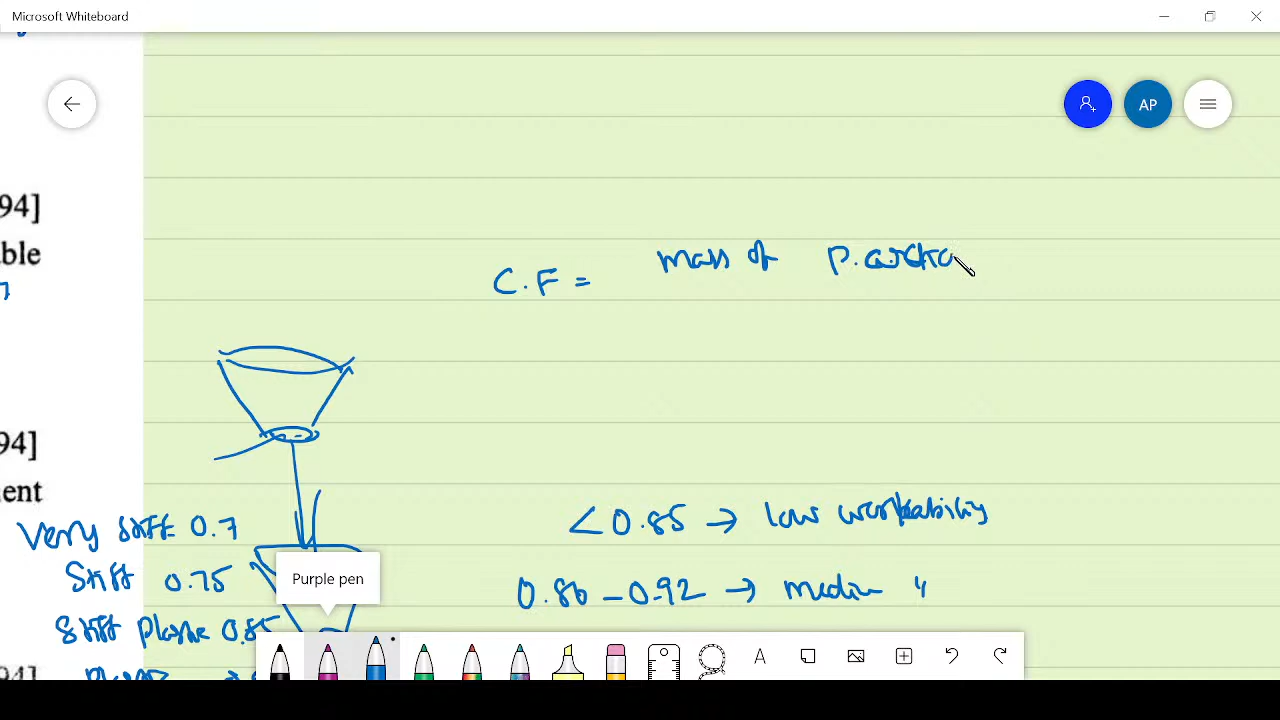 Microsoft Whiteboard
AP
94]
ble
C.F = mass of
94]
ent
Very stiff 0.7
Stiff 0.75
Stiff plastic 0.85
<0.85 → low workability
0.86 - 0.92 → medium "
Purple pen
A